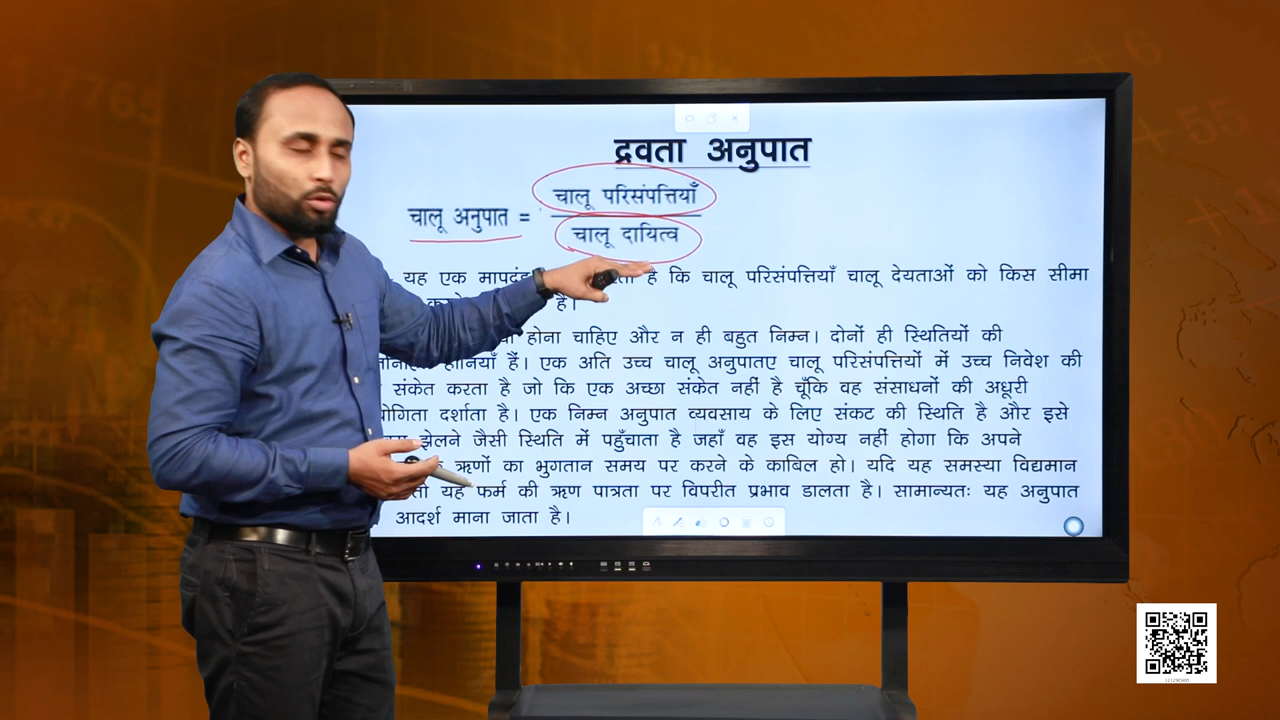 द्रवता अनुपात
चालू अनुपात =
चालू परिसंपत्तियाँ
चालू दायित्व
यह एक मापदंड है कि चालू परिसंपत्तियाँ चालू देयताओं को किस सीमा
हैं।
होना चाहिए और न ही बहुत निम्न। दोनों ही स्थितियों की
हानियाँ हैं। एक अति उच्च चालू अनुपातए चालू परिसंपत्तियों में उच्च निवेश की
संकेत करता है जो कि एक अच्छा संकेत नहीं है चूँकि वह संसाधनों की अधूरी
दर्शाता है। एक निम्न अनुपात व्यवसाय के लिए संकट की स्थिति है और इसे
झेलने जैसी स्थिति में पहुँचाता है जहाँ वह इस योग्य नहीं होगा कि अपने
ऋणों का भुगतान समय पर करने के काबिल हो। यदि यह समस्या विद्यमान
तो यह फर्म की ऋण पात्रता पर विपरीत प्रभाव डालता है। सामान्यतः यह अनुपात
आदर्श माना जाता है।
12129CH05